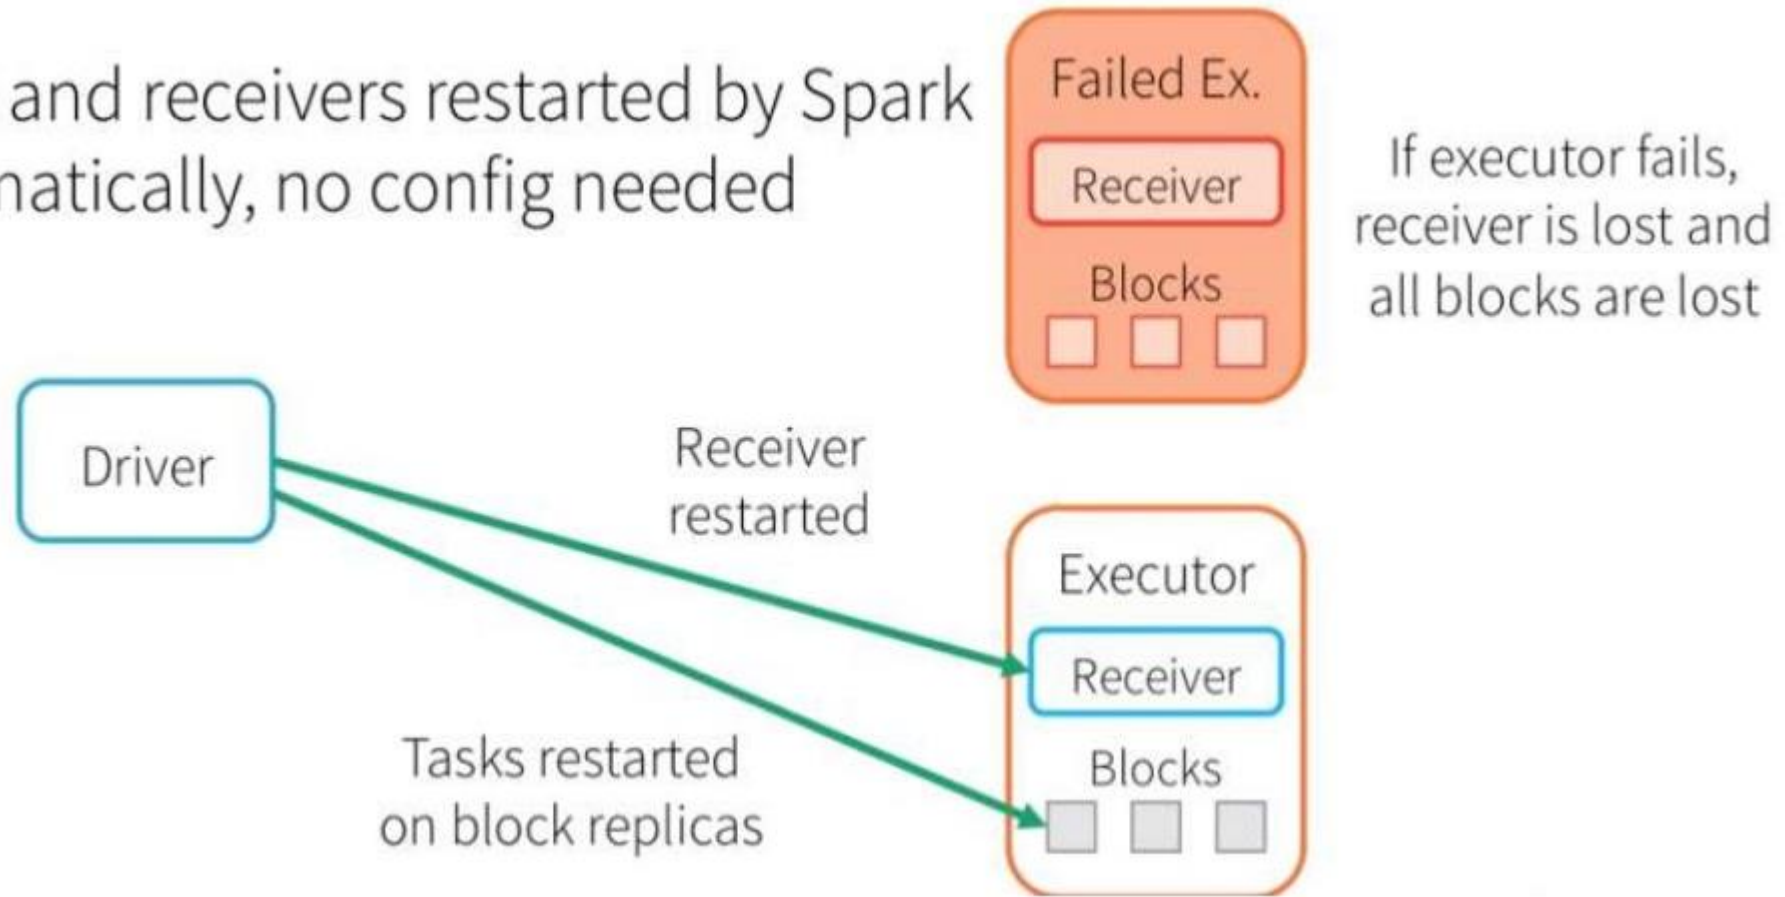 and receivers restarted by Spark
matically, no config needed
Failed Ex.
Receiver
Blocks
If executor fails,
receiver is lost and
all blocks are lost
Driver
Receiver
restarted
Executor
Receiver
Blocks
Tasks restarted
on block replicas